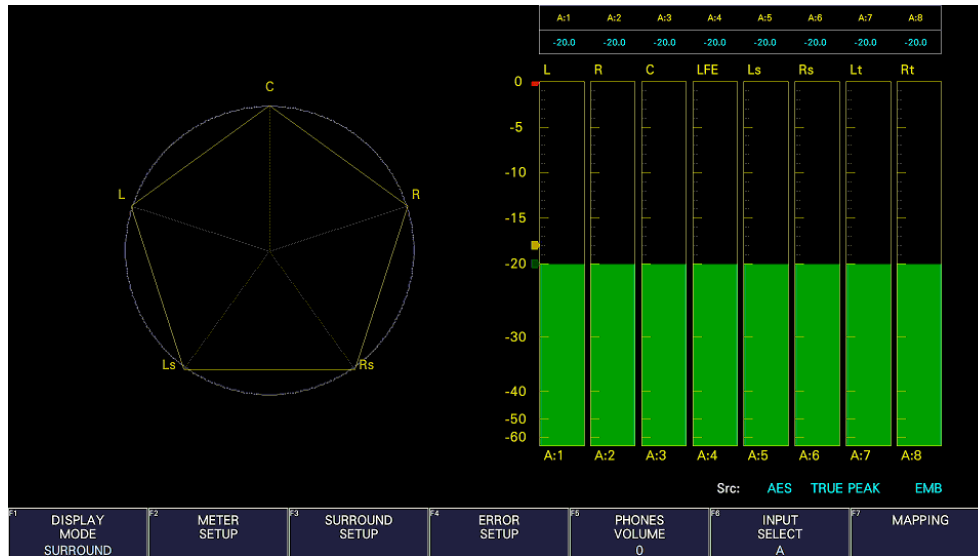 A:1 A:2 A:3 A:4 A:5 A:6 A:7 A:8
-20.0 -20.0 -20.0 -20.0 -20.0 -20.0 -20.0 -20.0
L R C LFE Ls Rs Lt Rt
0
-5
-10
-15
-20
-30
-40
-50
-60
A:1 A:2 A:3 A:4 A:5 A:6 A:7 A:8
C
L R
Ls Rs
Src: AES TRUE PEAK EMB
F1 DISPLAY
MODE
SURROUND
F2 METER
SETUP
F3 SURROUND
SETUP
F4 ERROR
SETUP
F5 PHONES
VOLUME
0
F6 INPUT
SELECT
A
F7 MAPPING